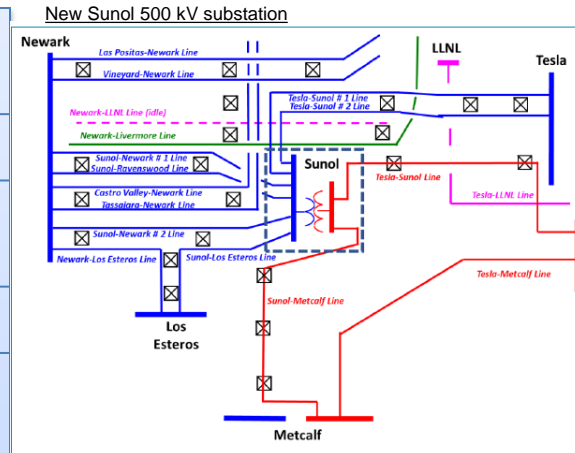 New Sunol 500 kV substation
Newark
Las Positas-Newark Line
LLNL
Tesla
Vineyard-Newark Line
Tesla-Sunol # 1 Line
Tesla-Sunol # 2 Line
Newark-LLNL Line (idle)
Newark-Livermore Line
Sunol-Newark # 1 Line
Sunol
Sunol-Ravenswood Line
Tesla-Sunol Line
Castro Valley-Newark Line
Tesla-LLNL Line
Tassajara-Newark Line
Sunol-Newark # 2 Line
Newark-Los Esteros Line
Sunol-Los Esteros Line
Tesla-Metcalf Line
Sunol-Metcalf Line
Los
Esteros
Metcalf